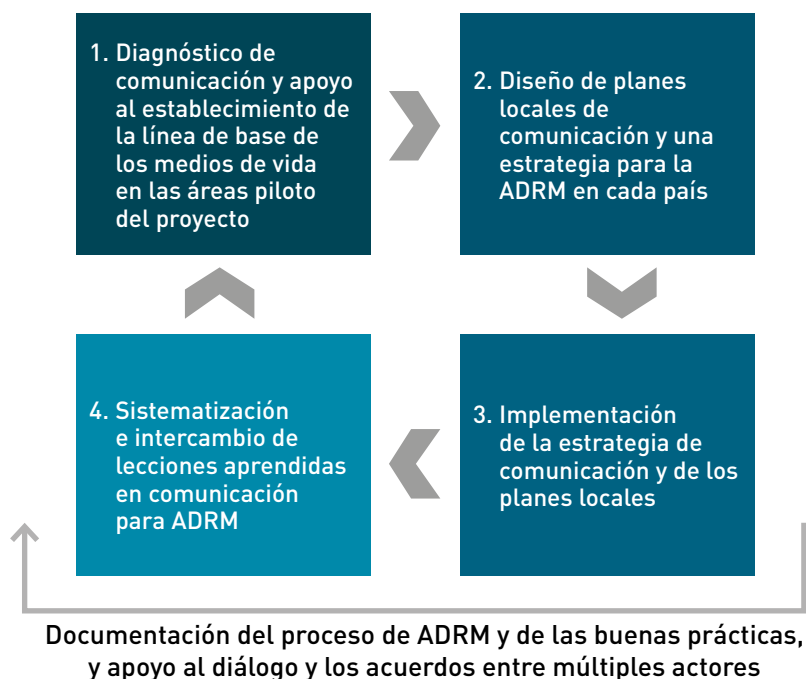 1. Diagnóstico de
comunicación y apoyo
al establecimiento de
la línea de base de
los medios de vida
en las áreas piloto
del proyecto
2. Diseño de planes
locales de
comunicación y una
estrategia para la
ADRM en cada país
3. Implementación
de la estrategia de
comunicación y de los
planes locales
4. Sistematización
e intercambio de
lecciones aprendidas
en comunicación
para ADRM
Documentación del proceso de ADRM y de las buenas prácticas,
y apoyo al diálogo y los acuerdos entre múltiples actores